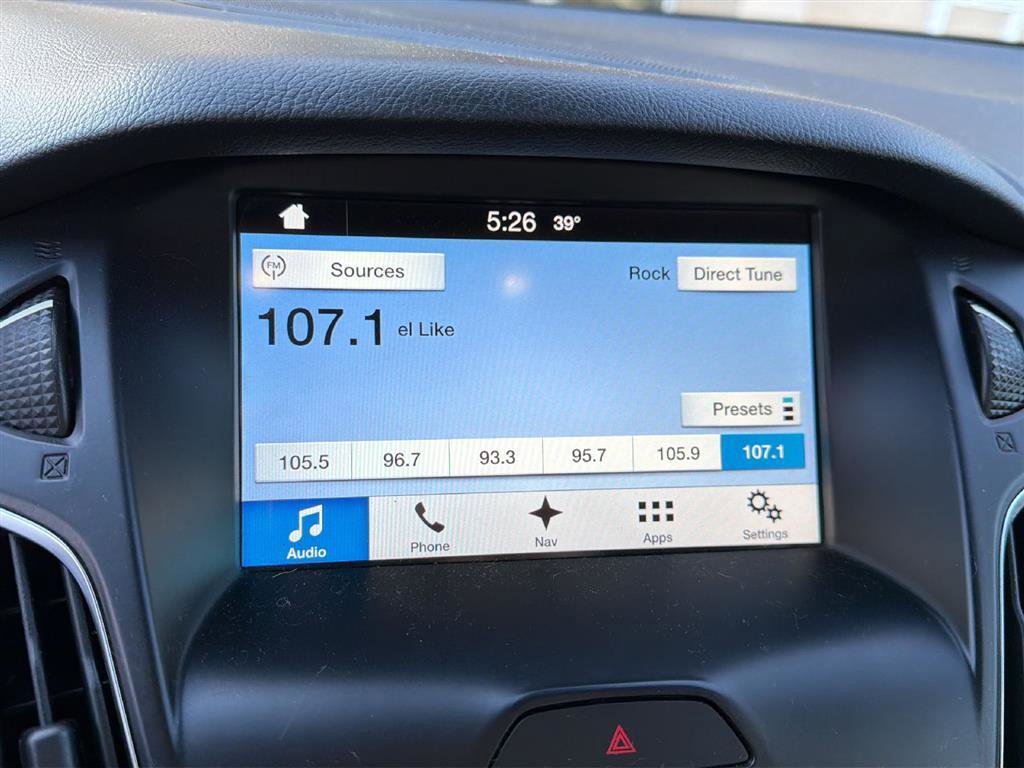 5:26 39°
FM Sources
Rock Direct Tune
107.1 el Like
Presets
105.5 96.7 93.3 95.7 105.9 107.1
Audio Phone Nav Apps Settings